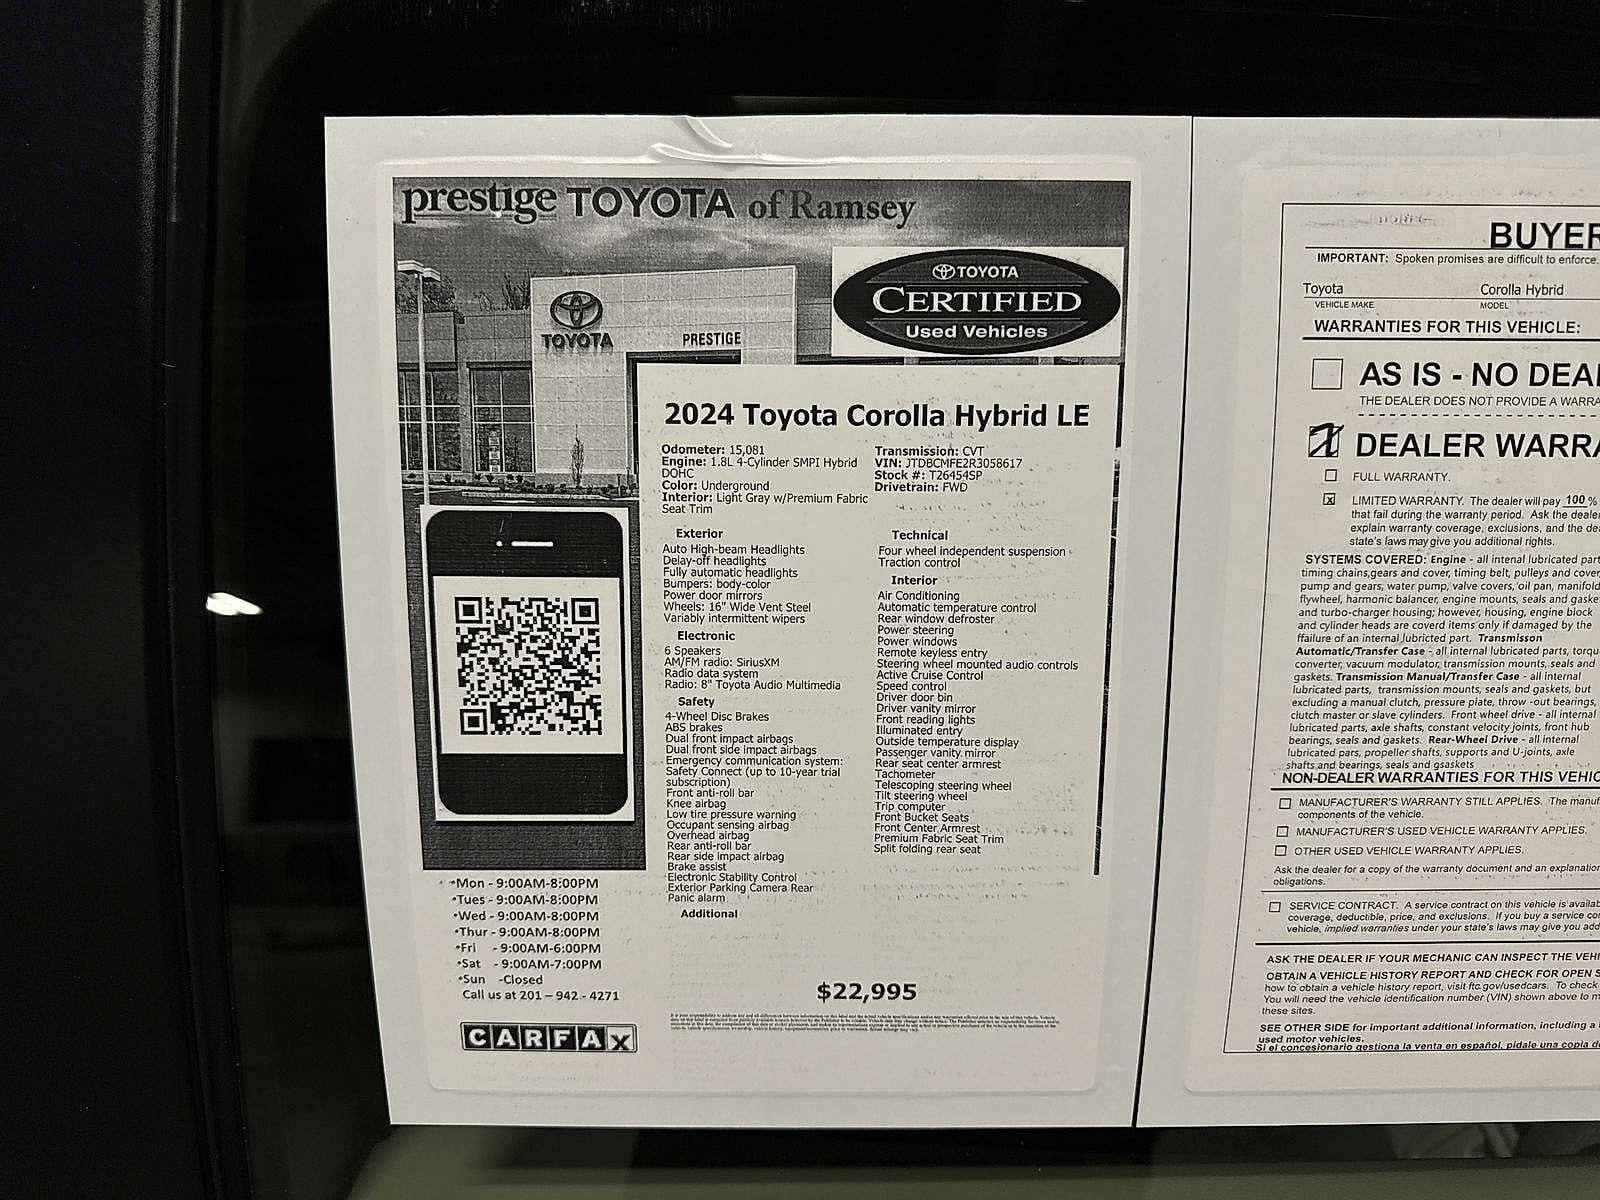 prestige TOYOTA of Ramsey
TOYOTA
CERTIFIED
Used Vehicles
TOYOTA
PRESTIGE
2024 Toyota Corolla Hybrid LE
Odometer: 15,081
Engine: 1.8L 4-Cylinder SMPI Hybrid
DOHC
Color: Underground
Interior: Light Gray w/Premium Fabric
Seat Trim
Transmission: CVT
VIN: JTDBCMFE2R3058617
Stock #: T26454SP
Drivetrain: FWD
Exterior
Auto High-beam Headlights
Delay-off headlights
Fully automatic headlights
Bumpers: body-color
Power door mirrors
Wheels: 16" Wide Vent Steel
Variably intermittent wipers
Electronic
6 Speakers
AM/FM radio: SiriusXM
Radio data system
Radio: 8" Toyota Audio Multimedia
Safety
4-Wheel Disc Brakes
ABS brakes
Dual front impact airbags
Dual front side impact airbags
Emergency communication system:
Safety Connect (up to 10-year trial
subscription)
Front anti-roll bar
Knee airbag
Low tire pressure warning
Occupant sensing airbag
Overhead airbag
Rear anti-roll bar
Rear side impact airbag
Brake assist
Electronic Stability Control
Exterior Parking Camera Rear
Panic alarm
Additional
Technical
Four wheel independent suspension
Traction control
Interior
Air Conditioning
Automatic temperature control
Rear window defroster
Power steering
Power windows
Remote keyless entry
Steering wheel mounted audio controls
Active Cruise Control
Speed control
Driver door bin
Driver vanity mirror
Front reading lights
Illuminated entry
Outside temperature display
Passenger vanity mirror
Rear seat center armrest
Tachometer
Telescoping steering wheel
Tilt steering wheel
Trip computer
Front Bucket Seats
Front Center Armrest
Premium Fabric Seat Trim
Split folding rear seat
$22,995
•Mon - 9:00AM-8:00PM
•Tues - 9:00AM-8:00PM
•Wed - 9:00AM-8:00PM
•Thur - 9:00AM-8:00PM
•Fri - 9:00AM-6:00PM
•Sat - 9:00AM-7:00PM
•Sun -Closed
Call us at 201 – 942 - 4271
CARFAX
BUYER
IMPORTANT: Spoken promises are difficult to enforce.
Toyota Corolla Hybrid
VEHICLE MAKE MODEL
WARRANTIES FOR THIS VEHICLE:
AS IS - NO DEA
THE DEALER DOES NOT PROVIDE A WARRA
DEALER WARRA
FULL WARRANTY.
x LIMITED WARRANTY. The dealer will pay 100 %
that fail during the warranty period. Ask the dealer
explain warranty coverage, exclusions, and the de
state's laws may give you additional rights.
SYSTEMS COVERED: Engine - all intenal lubricated part
timing chains,gears and cover, timing belt, pulleys and cover
pump and gears, water pump, valve covers, oil pan, manifold
flywheel, harmonic balancer, engine mounts, seals and gaske
and turbo-charger housing; however, housing, engine block
and cylinder heads are coverd items only if damaged by the
ffailure of an internal lubricted part. Transmisson
Automatic/Transfer Case - all internal lubricated parts, torqu
converter, vacuum modulator, transmission mounts, seals and
gaskets. Transmission Manual/Transfer Case - all internal
lubricated parts, transmission mounts, seals and gaskets, but
excluding a manual clutch, pressure plate, throw -out bearings,
clutch master or slave cylinders. Front wheel drive - all internal
lubricated parts, axle shafts, constant velocity joints, front hub
bearings, seals and gaskets. Rear-Wheel Drive - all internal
lubricated pars, propeller shafts, supports and U-joints, axle
shafts and bearings, seals and gsaskets
NON-DEALER WARRANTIES FOR THIS VEHIC
MANUFACTURER'S WARRANTY STILL APPLIES. The manuf
components of the vehicle.
MANUFACTURER'S USED VEHICLE WARRANTY APPLIES.
OTHER USED VEHICLE WARRANTY APPLIES.
Ask the dealer for a copy of the warranty document and an explanation
obligations.
SERVICE CONTRACT. A service contract on this vehicle is availab
coverage, deductible, price, and exclusions. If you buy a service co
vehicle, implied warranties under your state's laws may give you add
ASK THE DEALER IF YOUR MECHANIC CAN INSPECT THE VEHI
OBTAIN A VEHICLE HISTORY REPORT AND CHECK FOR OPEN S
how to obtain a vehicle history report, visit ftc.gov/usedcars. To check
You will need the vehicle identification number (VIN) shown above to m
these sites.
SEE OTHER SIDE for important additional information, including a
used motor vehicles.
Si el concesionario gestiona la venta en español, pídale una copia d